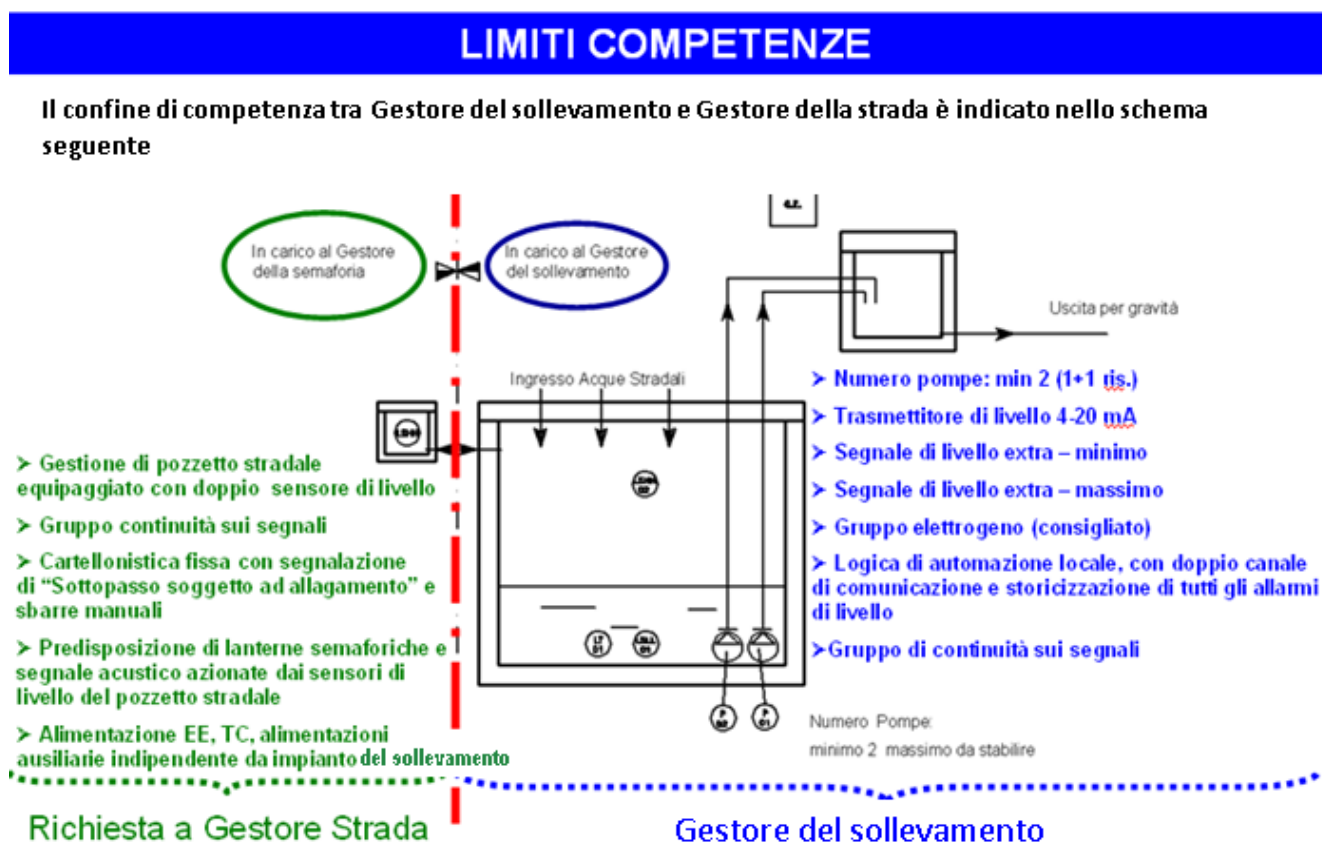 LIMITI COMPETENZE
Il confine di competenza tra Gestore del sollevamento e Gestore della strada è indicato nello schema
seguente
In carico al Gestore
della semaforia
In carico al Gestore
del sollevamento
Uscita per gravità
Ingresso Acque Stradali
➢ Gestione di pozzetto stradale
equipaggiato con doppio sensore di livello
➢ Gruppo continuità sui segnali
➢ Cartellonistica fissa con segnalazione
di “Sottopasso soggetto ad allagamento” e
sbarre manuali
➢ Predisposizione di lanterne semaforiche e
segnale acustico azionate dai sensori di
livello del pozzetto stradale
➢ Alimentazione EE, TC, alimentazioni
ausiliarie indipendente da impianto del sollevamento
➢ Numero pompe: min 2 (1+1 ris.)
➢ Trasmettitore di livello 4-20 mA
➢ Segnale di livello extra – minimo
➢ Segnale di livello extra – massimo
➢ Gruppo elettrogeno (consigliato)
➢ Logica di automazione locale, con doppio canale
di comunicazione e storicizzazione di tutti gli allarmi
di livello
➢Gruppo di continuità sui segnali
LT
01
P
02
P
01
Numero Pompe:
minimo 2 massimo da stabilire
Richiesta a Gestore Strada
Gestore del sollevamento